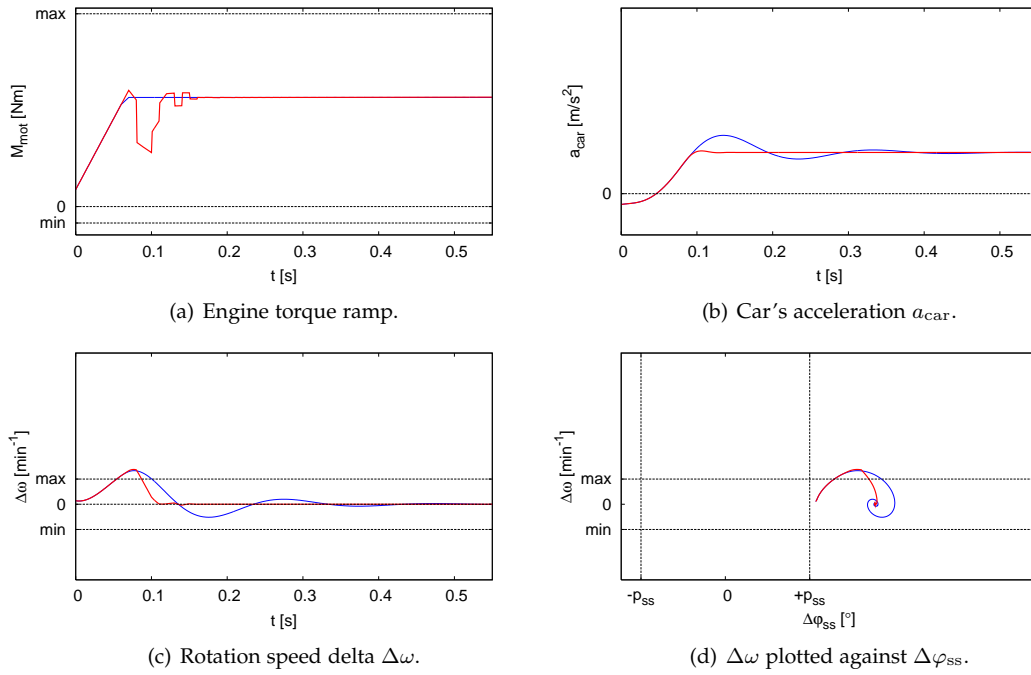 max
M_mot [Nm]
0
min
0 0.1 0.2 0.3 0.4 0.5
t [s]
(a) Engine torque ramp.
a_car [m/s²]
0
0 0.1 0.2 0.3 0.4 0.5
t [s]
(b) Car's acceleration a_car.
Δω [min⁻¹]
max
0
min
0 0.1 0.2 0.3 0.4 0.5
t [s]
(c) Rotation speed delta Δω.
Δω [min⁻¹]
max
0
min
-p_ss 0 +p_ss
Δφ_ss [°]
(d) Δω plotted against Δφ_ss.